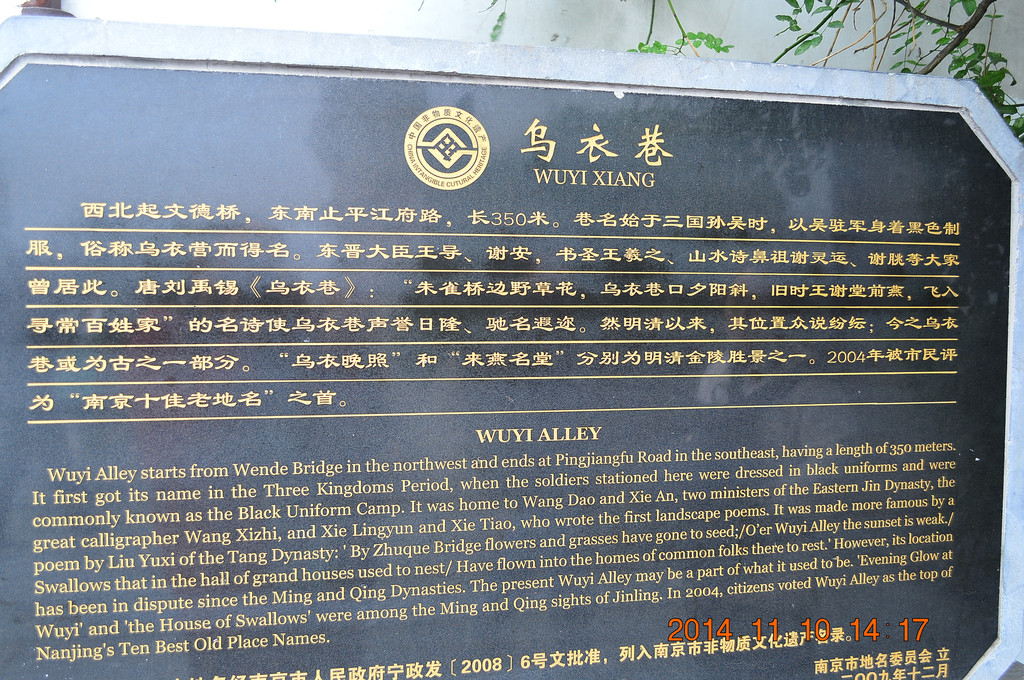 中国非物质文化遗产
CHINA INTANGIBLE CUTURAL HERITAGE
乌衣巷
WUYI XIANG
西北起文德桥，东南止平江府路，长350米。巷名始于三国孙吴时，以吴驻军身着黑色制
服，俗称乌衣营而得名。东晋大臣王导、谢安，书圣王羲之、山水诗鼻祖谢灵运、谢朓等大家
曾居此。唐刘禹锡《乌衣巷》：“朱雀桥边野草花，乌衣巷口夕阳斜，旧时王谢堂前燕，飞入
寻常百姓家”的名诗使乌衣巷声誉日隆、驰名遐迩。然明清以来，其位置众说纷纭；今之乌衣
巷或为古之一部分。“乌衣晚照”和“来燕名堂”分别为明清金陵胜景之一。2004年被市民评
为“南京十佳老地名”之首。
WUYI ALLEY
Wuyi Alley starts from Wende Bridge in the northwest and ends at Pingjiangfu Road in the southeast, having a length of 350 meters.
It first got its name in the Three Kingdoms Period, when the soldiers stationed here were dressed in black uniforms and were
commonly known as the Black Uniform Camp. It was home to Wang Dao and Xie An, two ministers of the Eastern Jin Dynasty, the
great calligrapher Wang Xizhi, and Xie Lingyun and Xie Tiao, who wrote the first landscape poems. It was made more famous by a
poem by Liu Yuxi of the Tang Dynasty: 'By Zhuque Bridge flowers and grasses have gone to seed;/O'er Wuyi Alley the sunset is weak./
Swallows that in the hall of grand houses used to nest/ Have flown into the homes of common folks there to rest.' However, its location
has been in dispute since the Ming and Qing Dynasties. The present Wuyi Alley may be a part of what it used to be. 'Evening Glow at
Wuyi' and 'the House of Swallows' were among the Ming and Qing sights of Jinling. In 2004, citizens voted Wuyi Alley as the top of
Nanjing's Ten Best Old Place Names.
南京市人民政府宁政发〔2008〕6号文批准，列入南京市非物质文化遗产名录。
南京市地名委员会 立
二〇〇九年十二月
2014.11.10 14:17